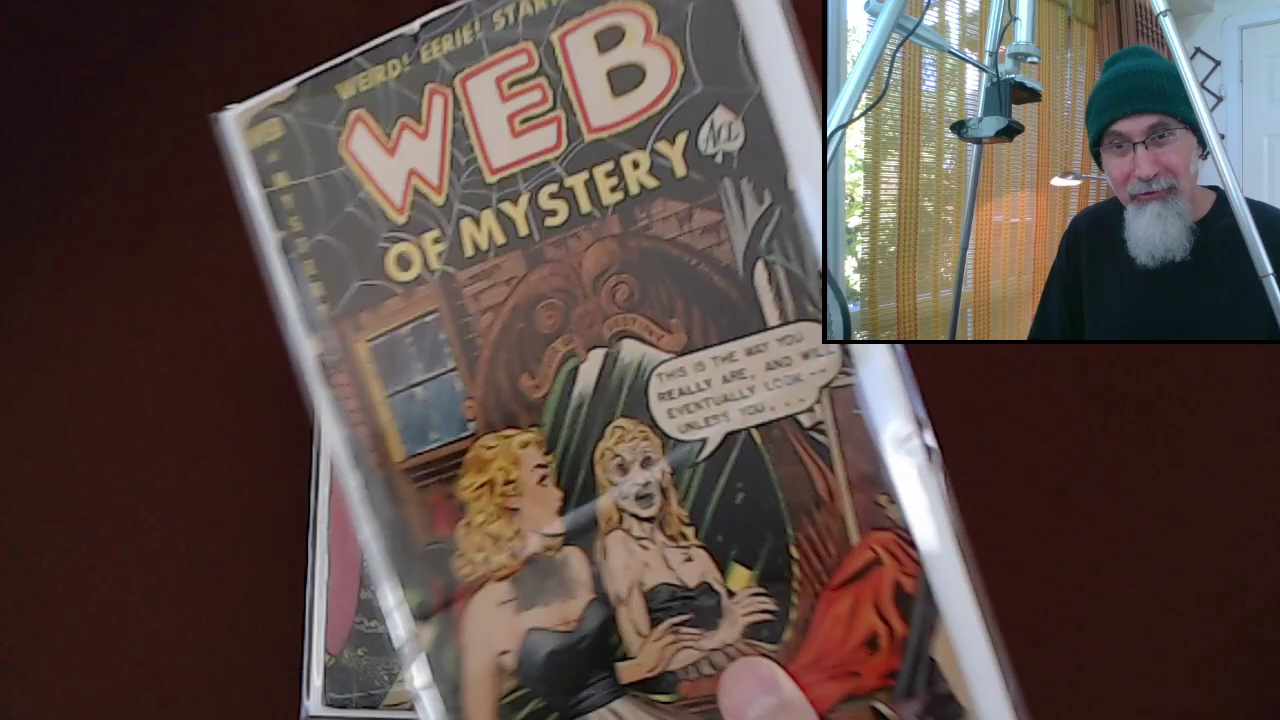 WEIRD! EERIE!
WEB
OF MYSTERY
ACE
THIS IS THE WAY YOU
REALLY ARE, AND WILL
EVENTUALLY LOOK --
UNLESS YOU . . .